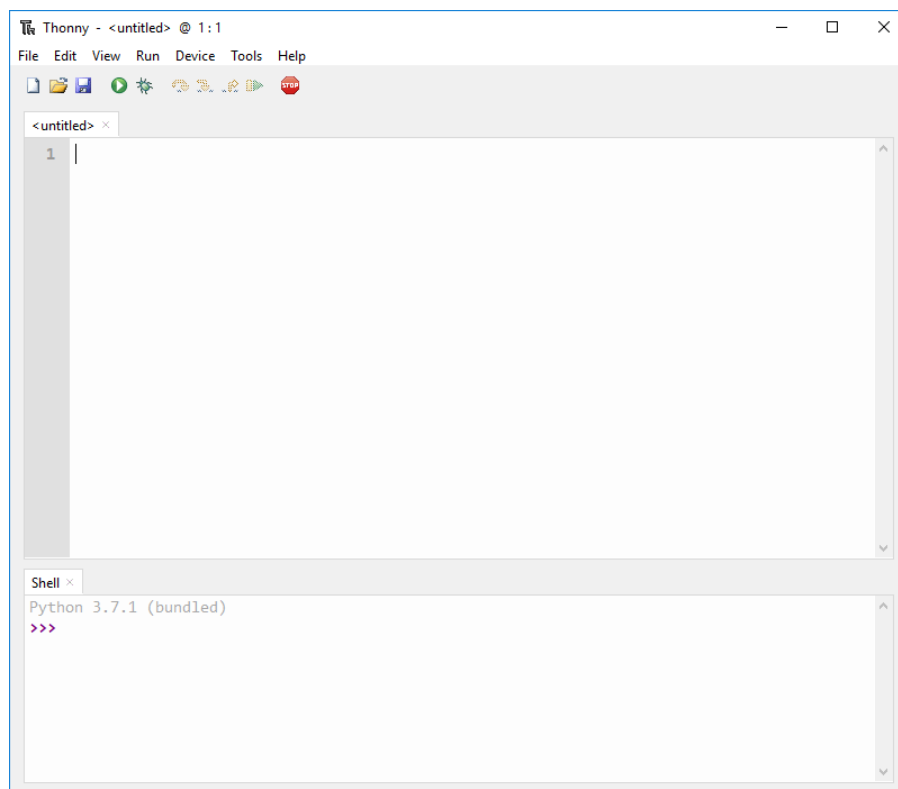 Thonny - <untitled> @ 1:1
File Edit View Run Device Tools Help
STOP
<untitled>
1
Shell
Python 3.7.1 (bundled)
>>>